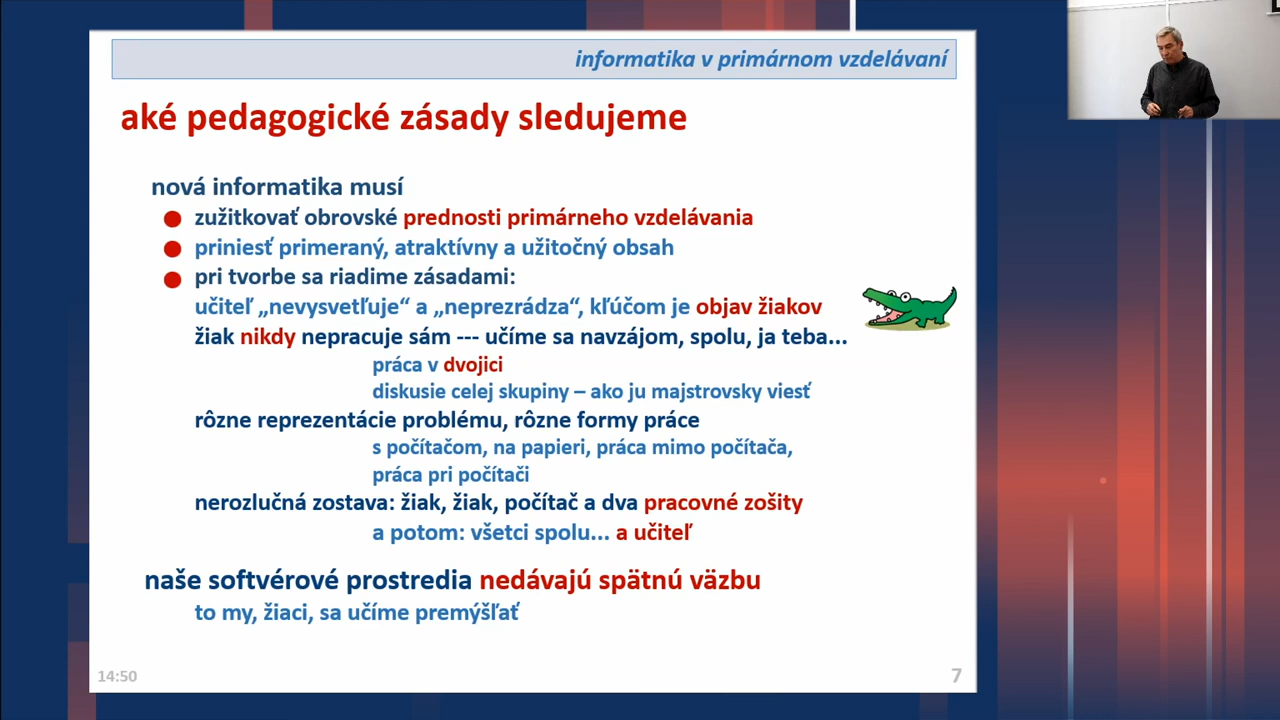 informatika v primárnom vzdelávaní
aké pedagogické zásady sledujeme
nová informatika musí
zužitkovať obrovské prednosti primárneho vzdelávania
priniesť primeraný, atraktívny a užitočný obsah
pri tvorbe sa riadime zásadami:
učiteľ „nevysvetľuje“ a „neprezrádza“, kľúčom je objav žiakov
žiak nikdy nepracuje sám --- učíme sa navzájom, spolu, ja teba...
práca v dvojici
diskusie celej skupiny – ako ju majstrovsky viesť
rôzne reprezentácie problému, rôzne formy práce
s počítačom, na papieri, práca mimo počítača,
práca pri počítači
nerozlučná zostava: žiak, žiak, počítač a dva pracovné zošity
a potom: všetci spolu... a učiteľ
naše softvérové prostredia nedávajú spätnú väzbu
to my, žiaci, sa učíme premýšľať
14:50
7